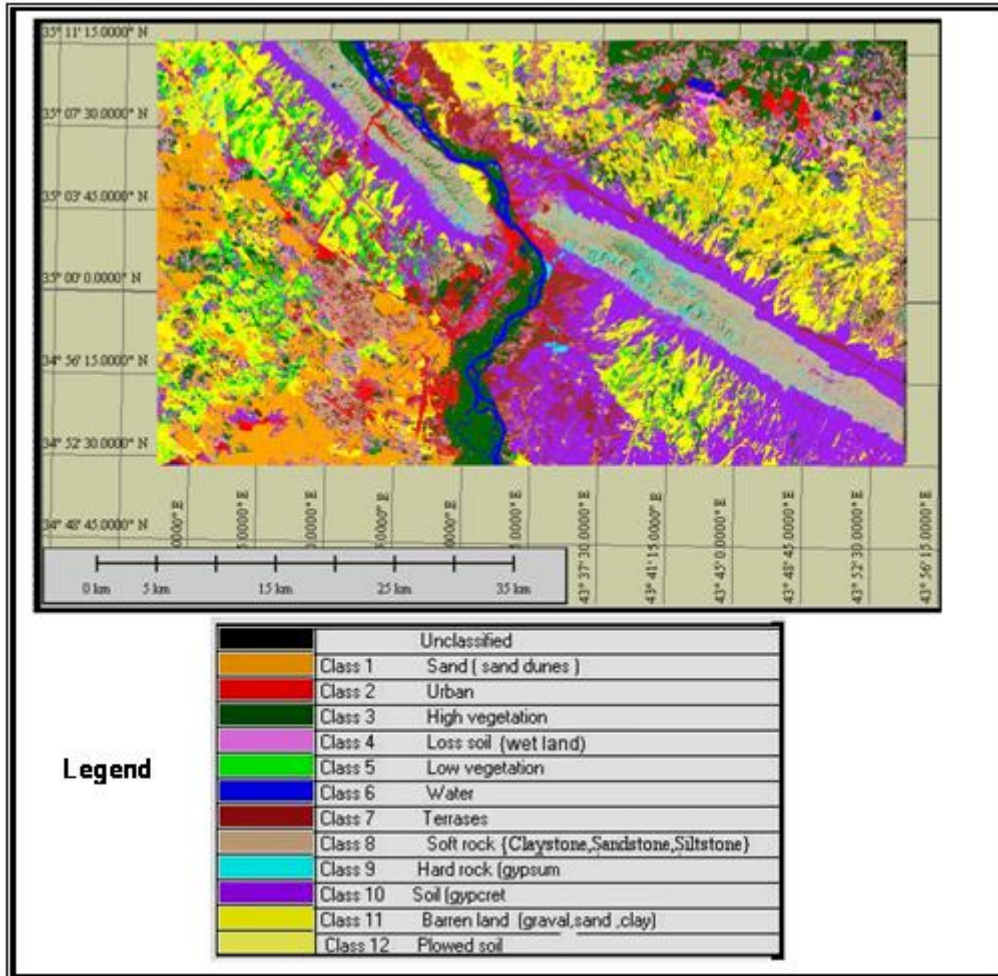 35° 11' 15.0000" N
35° 07' 30.0000" N
35° 03' 45.0000" N
35° 00' 0.0000" N
34° 56' 15.0000" N
34° 52' 30.0000" N
34° 48' 45.0000" N
43° 37' 30.0000" E
43° 41' 15.0000" E
43° 45' 0.0000" E
43° 48' 45.0000" E
43° 52' 30.0000" E
43° 56' 15.0000" E
0 km 5 km 15 km 25 km 35 km
Legend
Unclassified
Class 1 Sand ( sand dunes )
Class 2 Urban
Class 3 High vegetation
Class 4 Loss soil (wet land)
Class 5 Low vegetation
Class 6 Water
Class 7 Terrases
Class 8 Soft rock {Claystone,Sandstone,Siltstone}
Class 9 Hard rock (gypsum
Class 10 Soil (gypcret
Class 11 Barren land (graval,sand ,clay)
Class 12 Plowed soil